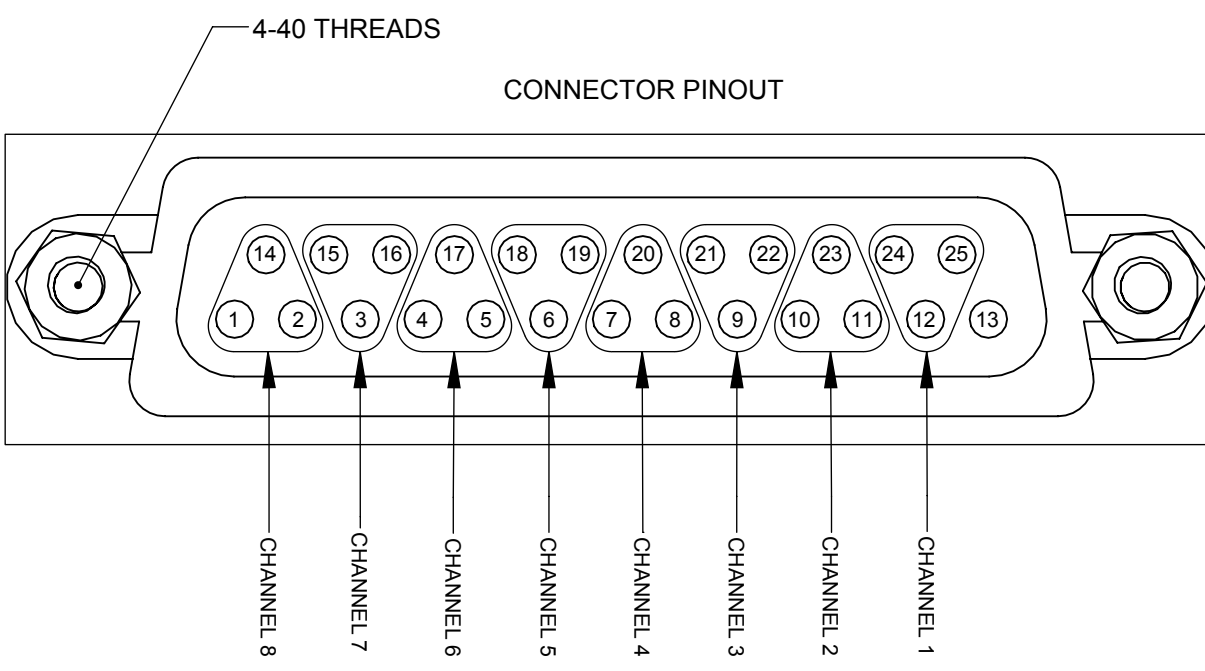 4-40 THREADS
CONNECTOR PINOUT
14 15 16 17 18 19 20 21 22 23 24 25
1 2 3 4 5 6 7 8 9 10 11 12 13
CHANNEL 8
CHANNEL 7
CHANNEL 6
CHANNEL 5
CHANNEL 4
CHANNEL 3
CHANNEL 2
CHANNEL 1